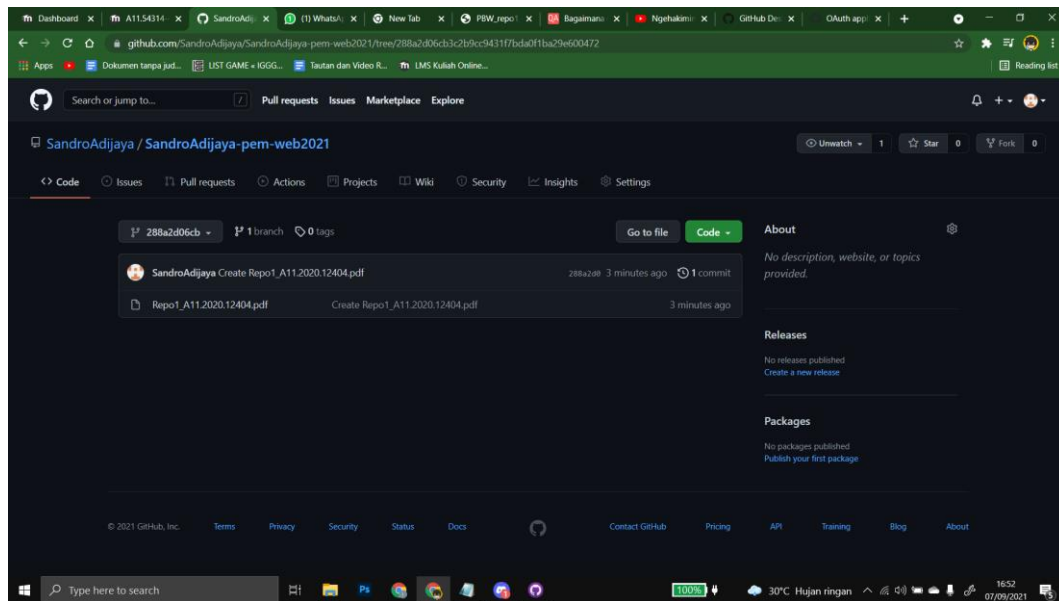 Dashboard
A11.54314
SandroAdij
(1) WhatsA
New Tab
PBW_repo1
Bagaimana
Ngehakimi
GitHub De
OAuth appl
github.com/SandroAdijaya/SandroAdijaya-pem-web2021/tree/288a2d06cb3c2b9cc9431f7bda0f1ba29e600472
Apps
Dokumen tanpa jud...
LIST GAME « IGGG...
Tautan dan Video R...
LMS Kuliah Online...
Reading list
Search or jump to...
/
Pull requests Issues Marketplace Explore
SandroAdijaya / SandroAdijaya-pem-web2021
Unwatch 1
Star 0
Fork 0
<> Code
Issues
Pull requests
Actions
Projects
Wiki
Security
Insights
Settings
288a2d06cb
1 branch
0 tags
Go to file
Code
SandroAdijaya Create Repo1_A11.2020.12404.pdf
288a2d0 3 minutes ago
1 commit
Repo1_A11.2020.12404.pdf
Create Repo1_A11.2020.12404.pdf
3 minutes ago
About
No description, website, or topics
provided.
Releases
No releases published
Create a new release
Packages
No packages published
Publish your first package
© 2021 GitHub, Inc.
Terms
Privacy
Security
Status
Docs
Contact GitHub
Pricing
API
Training
Blog
About
Type here to search
Ps
100%
30°C Hujan ringan
16:52
07/09/2021